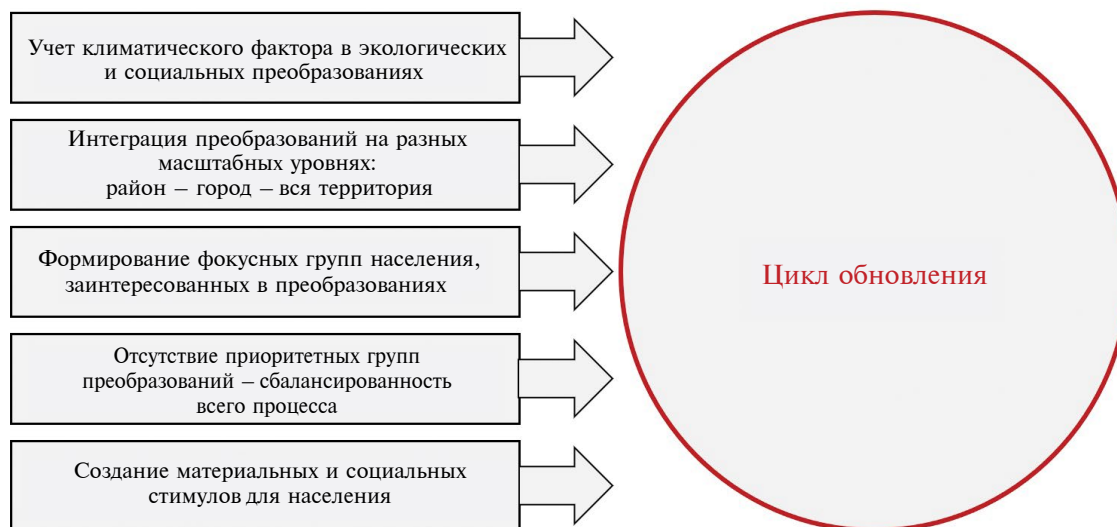 Учет климатического фактора в экологических
и социальных преобразованиях
Интеграция преобразований на разных
масштабных уровнях:
район – город – вся территория
Формирование фокусных групп населения,
заинтересованных в преобразованиях
Отсутствие приоритетных групп
преобразований – сбалансированность
всего процесса
Создание материальных и социальных
стимулов для населения
Цикл обновления